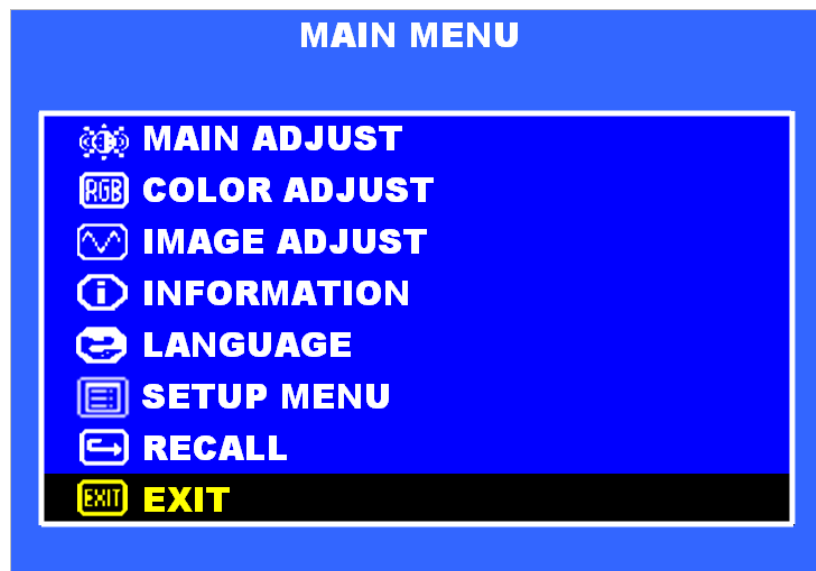 MAIN MENU
MAIN ADJUST
RGB COLOR ADJUST
IMAGE ADJUST
i INFORMATION
LANGUAGE
SETUP MENU
RECALL
EXIT EXIT